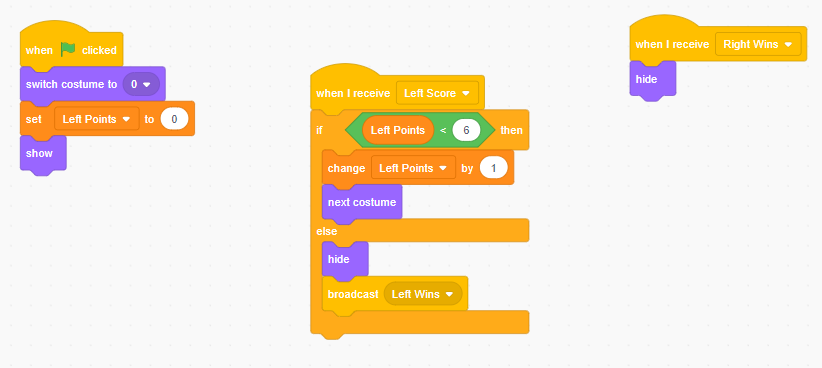 when clicked
switch costume to 0
set Left Points to 0
show
when I receive Left Score
if Left Points < 6 then
change Left Points by 1
next costume
else
hide
broadcast Left Wins
when I receive Right Wins
hide